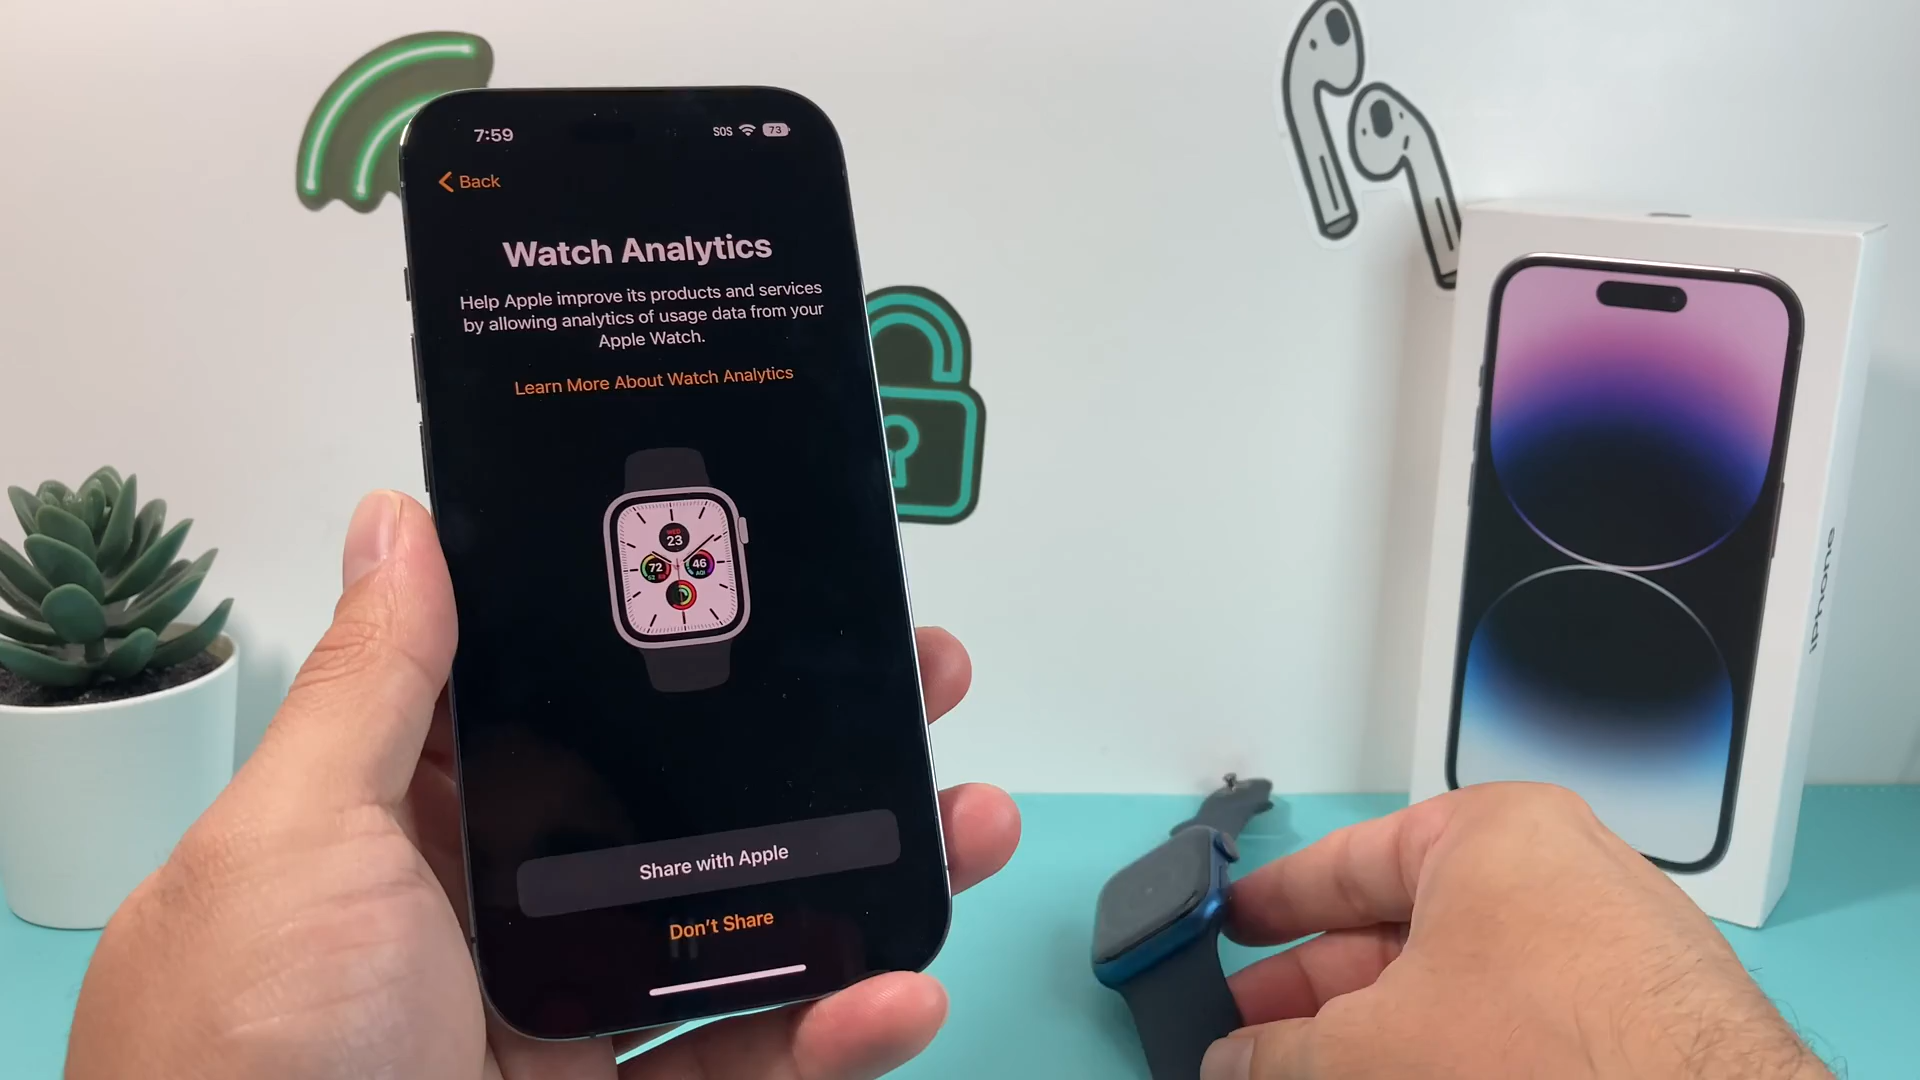 7:59
SOS
73
Back
Watch Analytics
Help Apple improve its products and services
by allowing analytics of usage data from your
Apple Watch.
Learn More About Watch Analytics
23
72
46
AQI
Share with Apple
Don't Share
iPhone